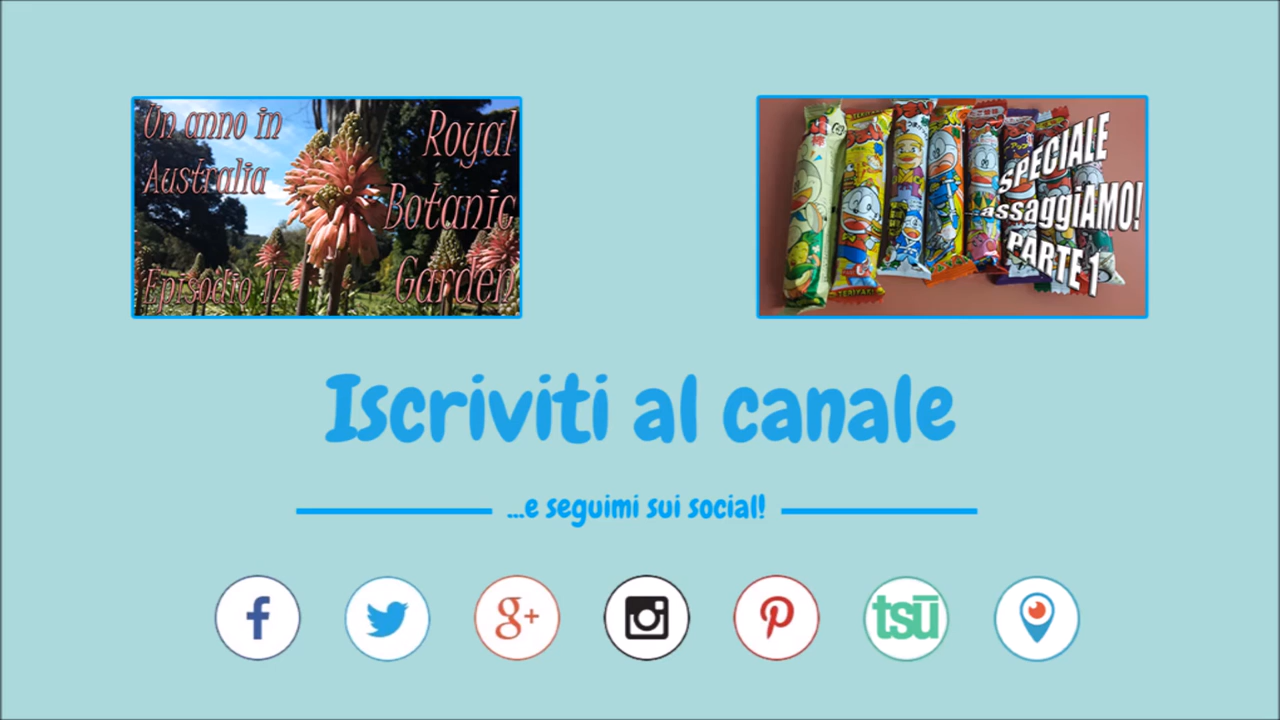 Un anno in
Australia
Episodio 17
Royal
Botanic
Garden
SPECIALE
assaggiAMO!
PARTE 1
TERIYAKI
Iscriviti al canale
...e seguimi sui social!
f
g+
tsū